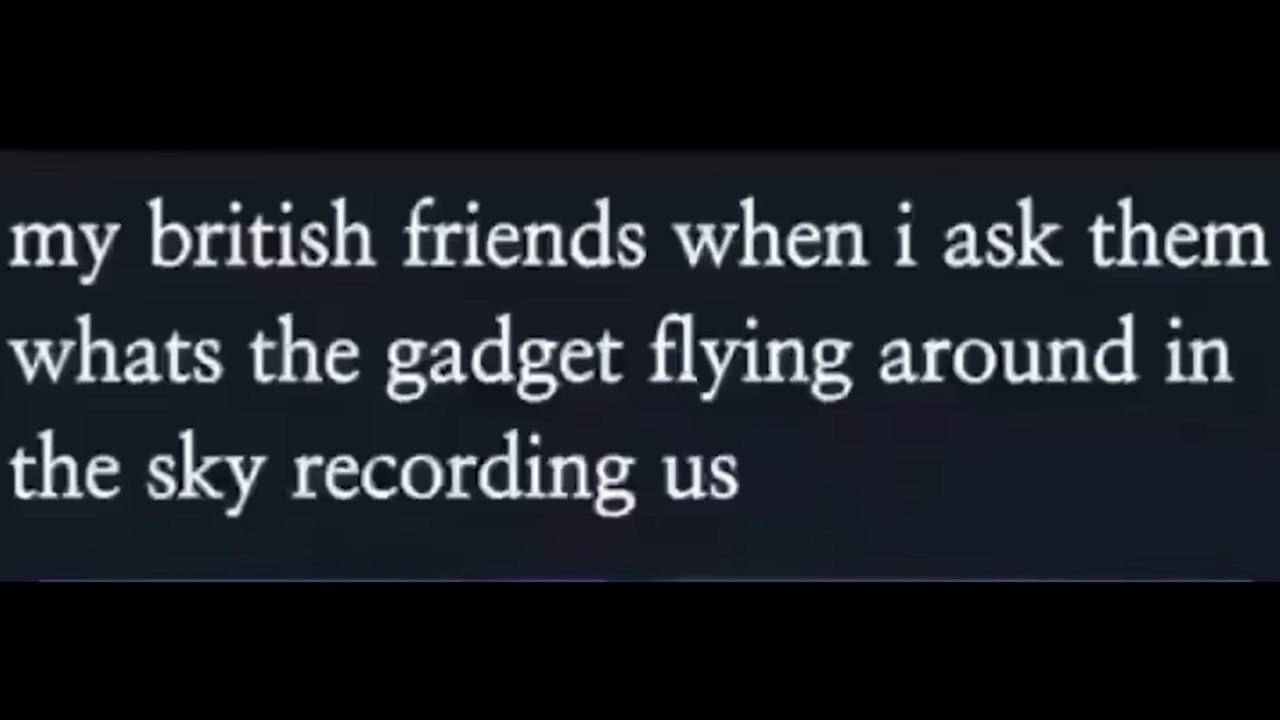 my british friends when i ask them
whats the gadget flying around in
the sky recording us